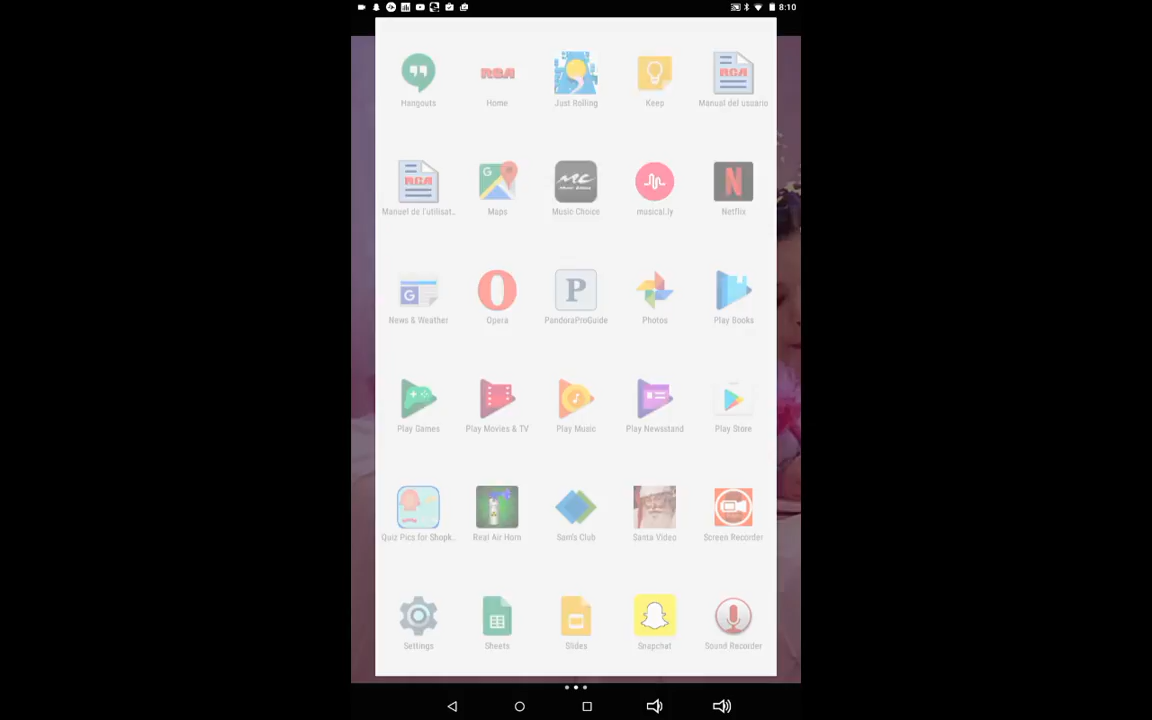 8:10
Hangouts Home Just Rolling Keep Manual del usuario
Manuel de l'utilisat.. Maps Music Choice musical.ly Netflix
News & Weather Opera PandoraProGuide Photos Play Books
Play Games Play Movies & TV Play Music Play Newsstand Play Store
Quiz Pics for Shopk.. Real Air Horn Sam's Club Santa Video Screen Recorder
Settings Sheets Slides Snapchat Sound Recorder